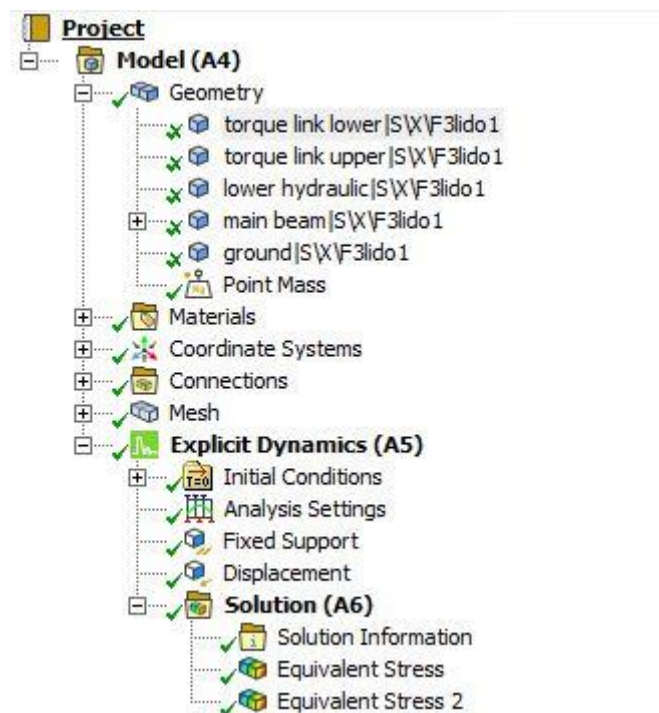 Project
Model (A4)
Geometry
torque link lower|S\X\F3lido1
torque link upper|S\X\F3lido1
lower hydraulic|S\X\F3lido1
main beam|S\X\F3lido1
ground|S\X\F3lido1
Point Mass
Materials
Coordinate Systems
Connections
Mesh
Explicit Dynamics (A5)
T=0 Initial Conditions
Analysis Settings
Fixed Support
Displacement
Solution (A6)
Solution Information
Equivalent Stress
Equivalent Stress 2